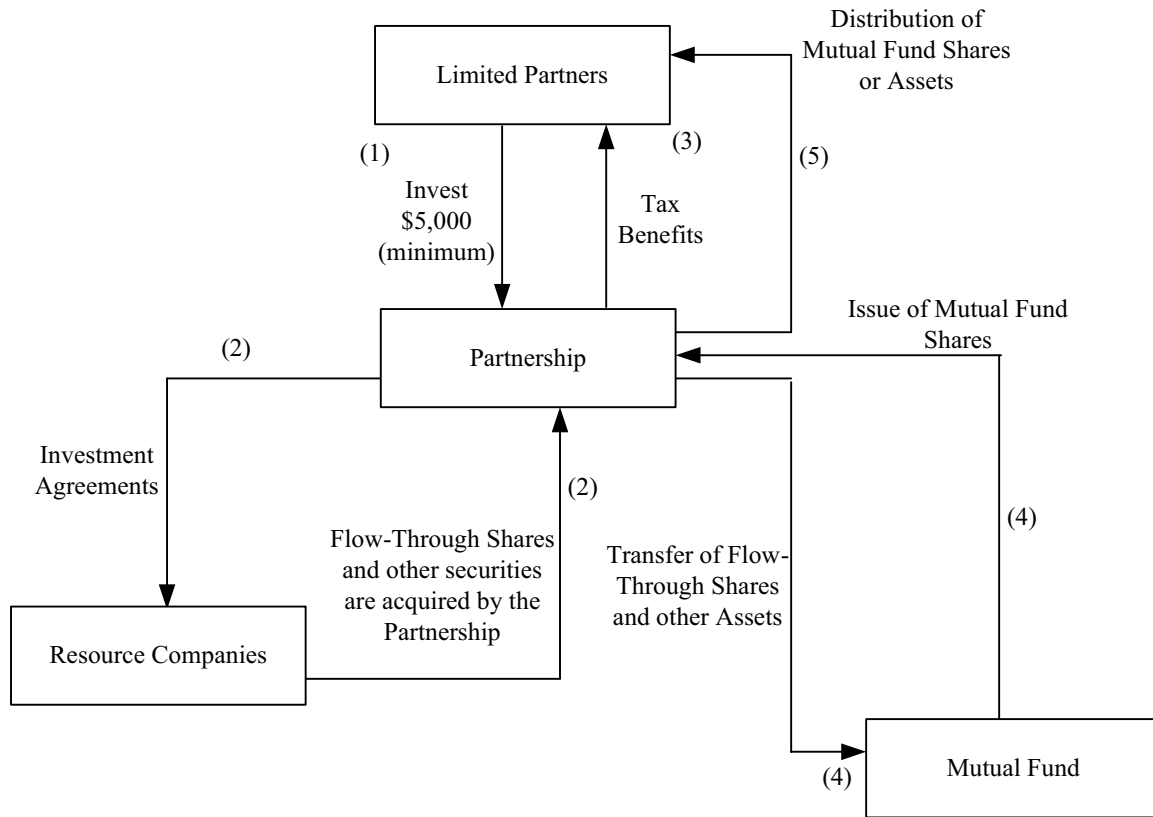 Distribution of
Mutual Fund Shares
or Assets
Limited Partners
(1)
(3)
(5)
Invest
$5,000
(minimum)
Tax
Benefits
Issue of Mutual Fund
Shares
(2)
Partnership
Investment
Agreements
(2)
(4)
Flow-Through Shares
and other securities
are acquired by the
Partnership
Transfer of Flow-
Through Shares
and other Assets
Resource Companies
(4)
Mutual Fund